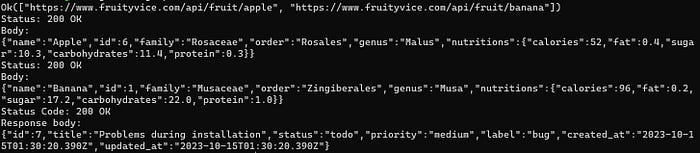 Ok(["https://www.fruityvice.com/api/fruit/apple", "https://www.fruityvice.com/api/fruit/banana"])
Status: 200 OK
Body:
{"name":"Apple","id":6,"family":"Rosaceae","order":"Rosales","genus":"Malus","nutritions":{"calories":52,"fat":0.4,"suga
r":10.3,"carbohydrates":11.4,"protein":0.3}}
Status: 200 OK
Body:
{"name":"Banana","id":1,"family":"Musaceae","order":"Zingiberales","genus":"Musa","nutritions":{"calories":96,"fat":0.2,
"sugar":17.2,"carbohydrates":22.0,"protein":1.0}}
Status Code: 200 OK
Response body:
{"id":7,"title":"Problems during installation","status":"todo","priority":"medium","label":"bug","created_at":"2023-10-1
5T01:30:20.390Z","updated_at":"2023-10-15T01:30:20.390Z"}